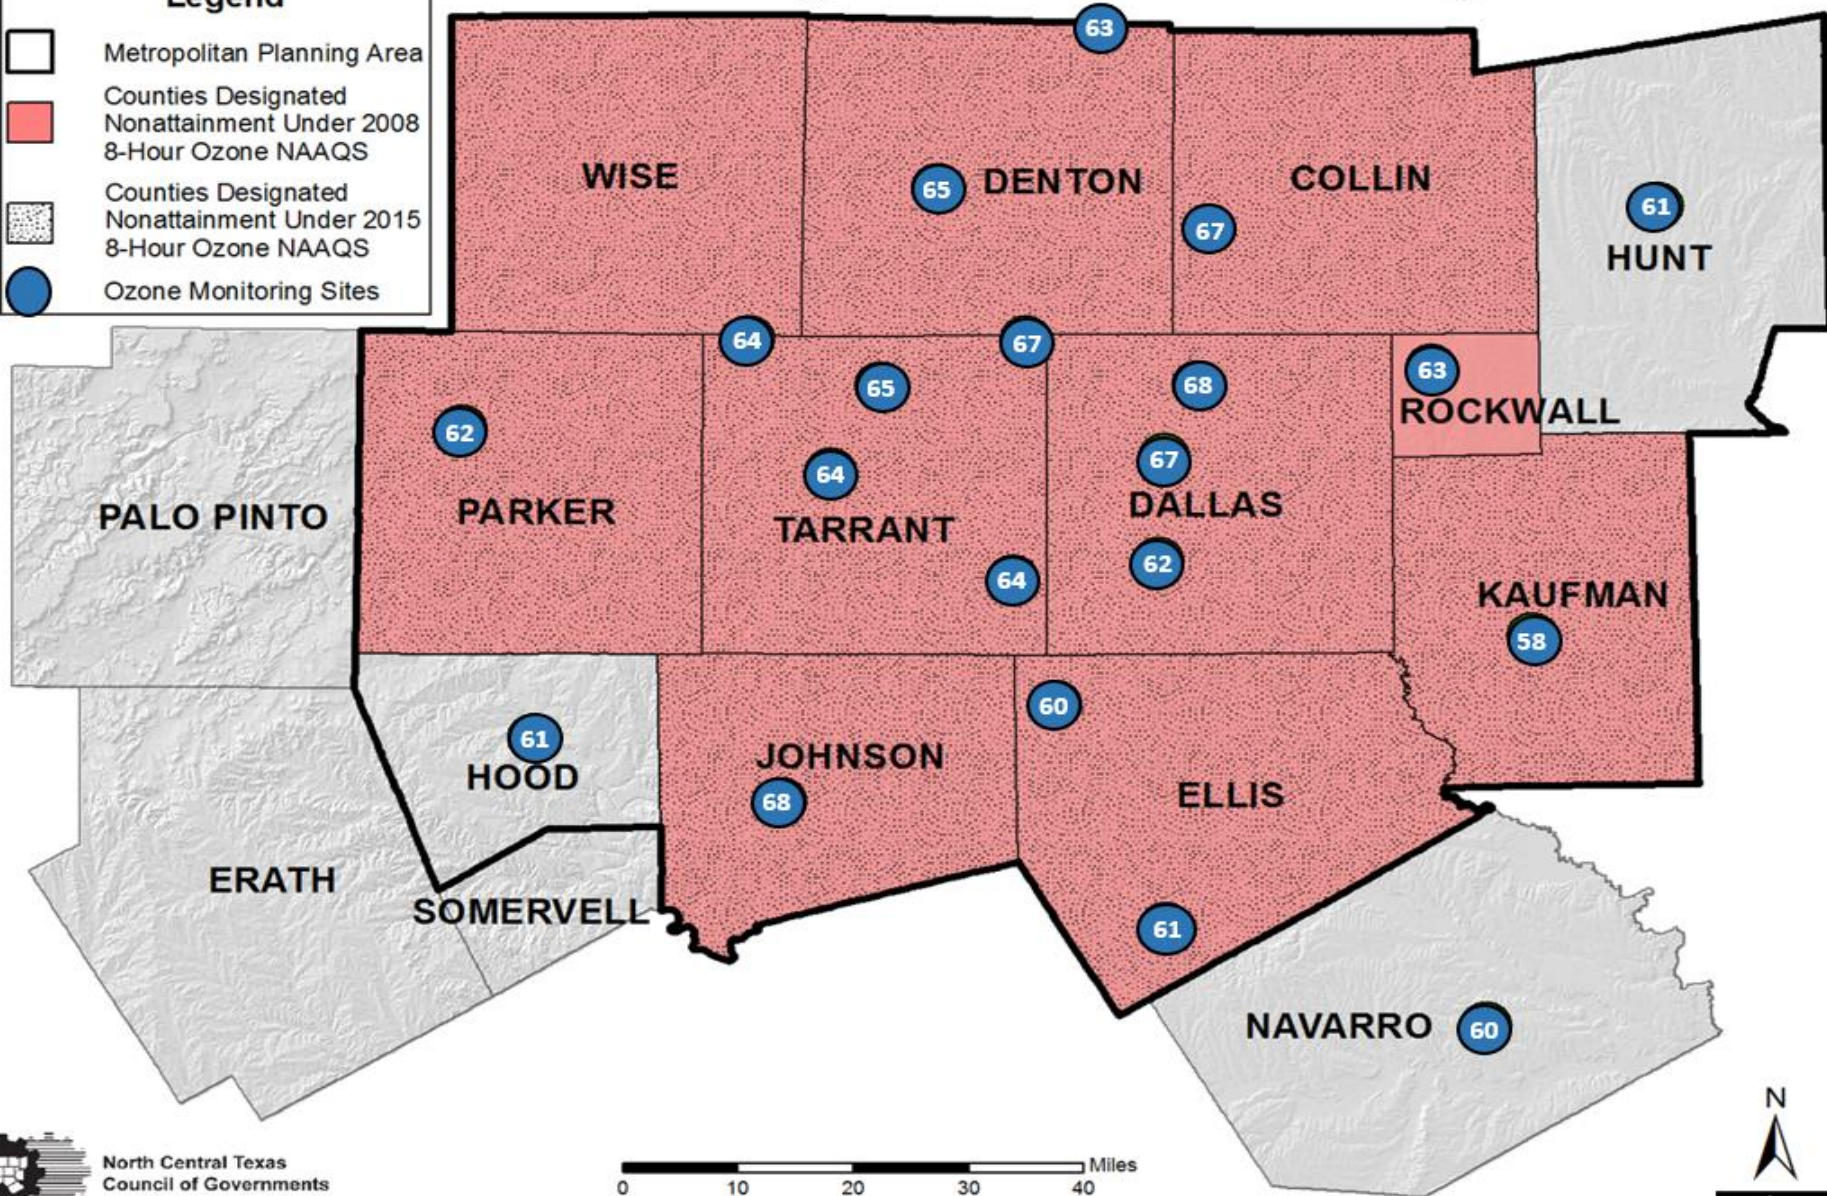 Legend
Metropolitan Planning Area
Counties Designated
Nonattainment Under 2008
8-Hour Ozone NAAQS
Counties Designated
Nonattainment Under 2015
8-Hour Ozone NAAQS
Ozone Monitoring Sites
63
WISE
65 DENTON
COLLIN
67
61
HUNT
64
67
65
68
63
ROCKWALL
62
64
67
PALO PINTO
PARKER
TARRANT
DALLAS
64
62
KAUFMAN
58
61
HOOD
60
JOHNSON
68
ELLIS
ERATH
SOMERVELL
61
NAVARRO 60
N
North Central Texas
Council of Governments
Miles
0 10 20 30 40